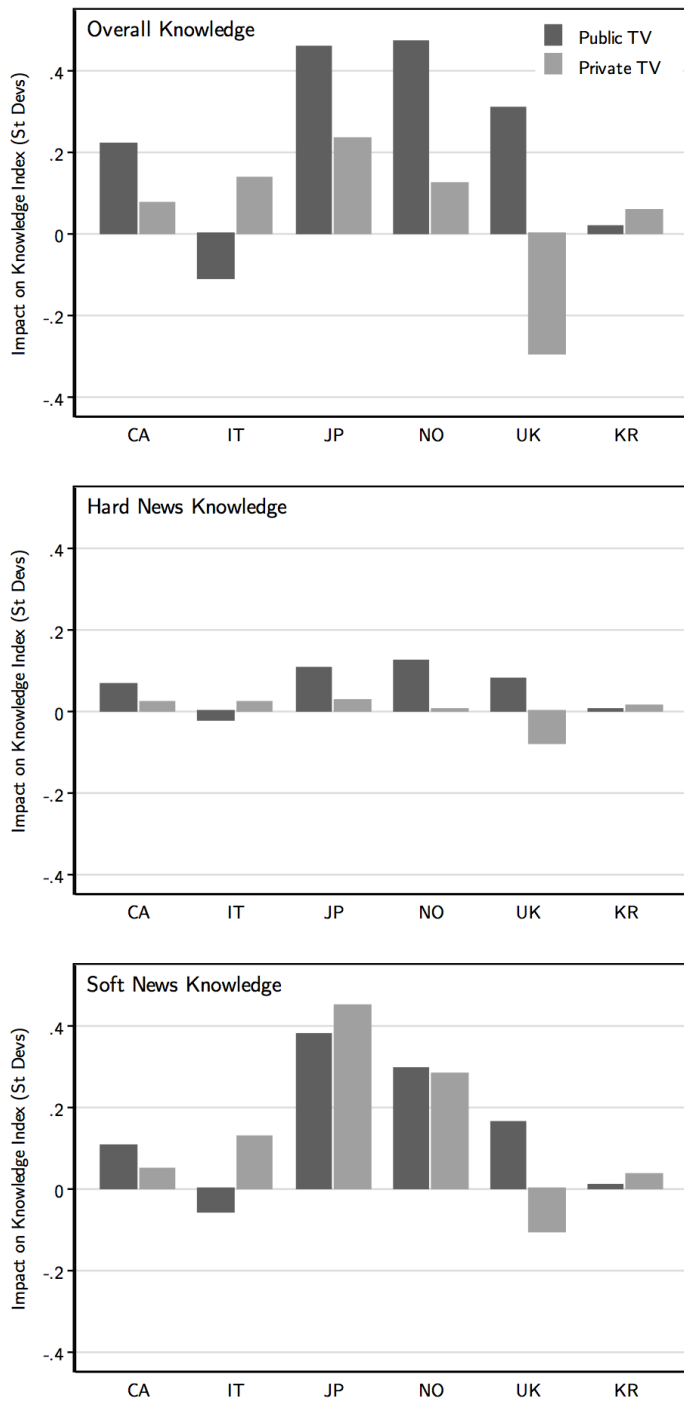 Overall Knowledge
Public TV
Private TV
Impact on Knowledge Index (St Devs)
.4
.2
0
-.2
-.4
CA IT JP NO UK KR
Hard News Knowledge
Impact on Knowledge Index (St Devs)
.4
.2
0
-.2
-.4
CA IT JP NO UK KR
Soft News Knowledge
Impact on Knowledge Index (St Devs)
.4
.2
0
-.2
-.4
CA IT JP NO UK KR